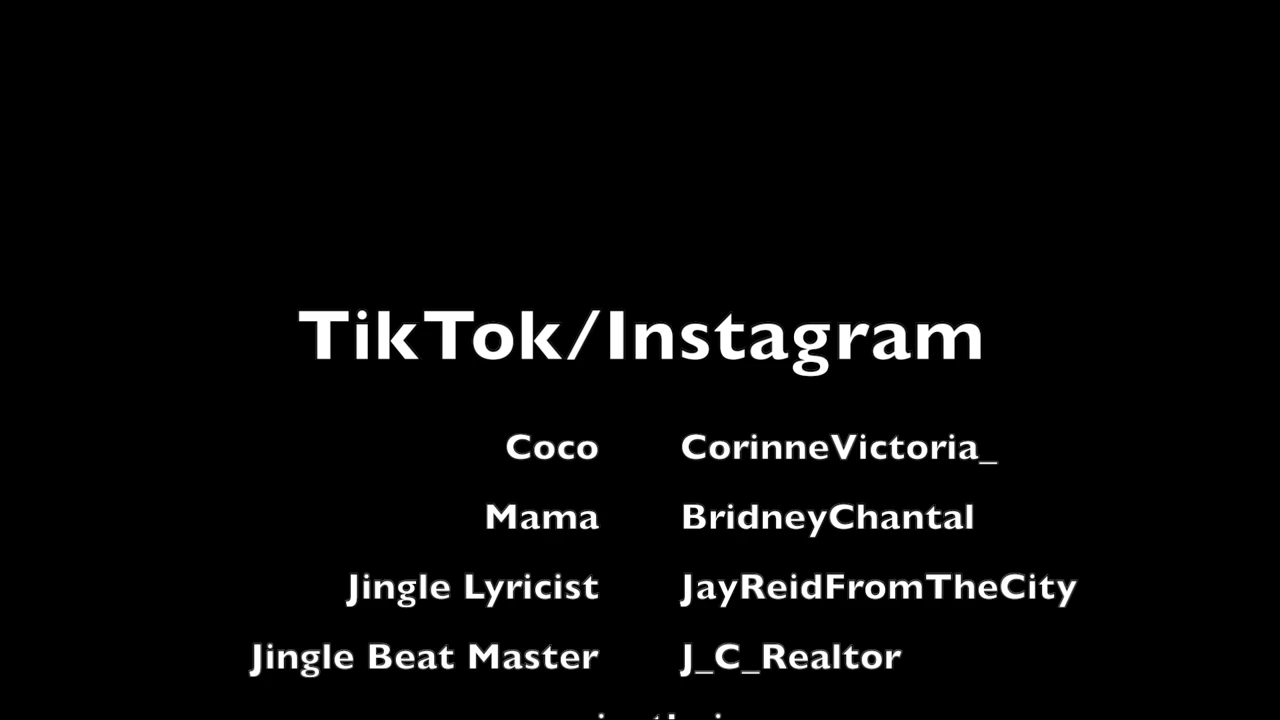 TikTok/Instagram
Coco CorinneVictoria_
Mama BridneyChantal
Jingle Lyricist JayReidFromTheCity
Jingle Beat Master J_C_Realtor